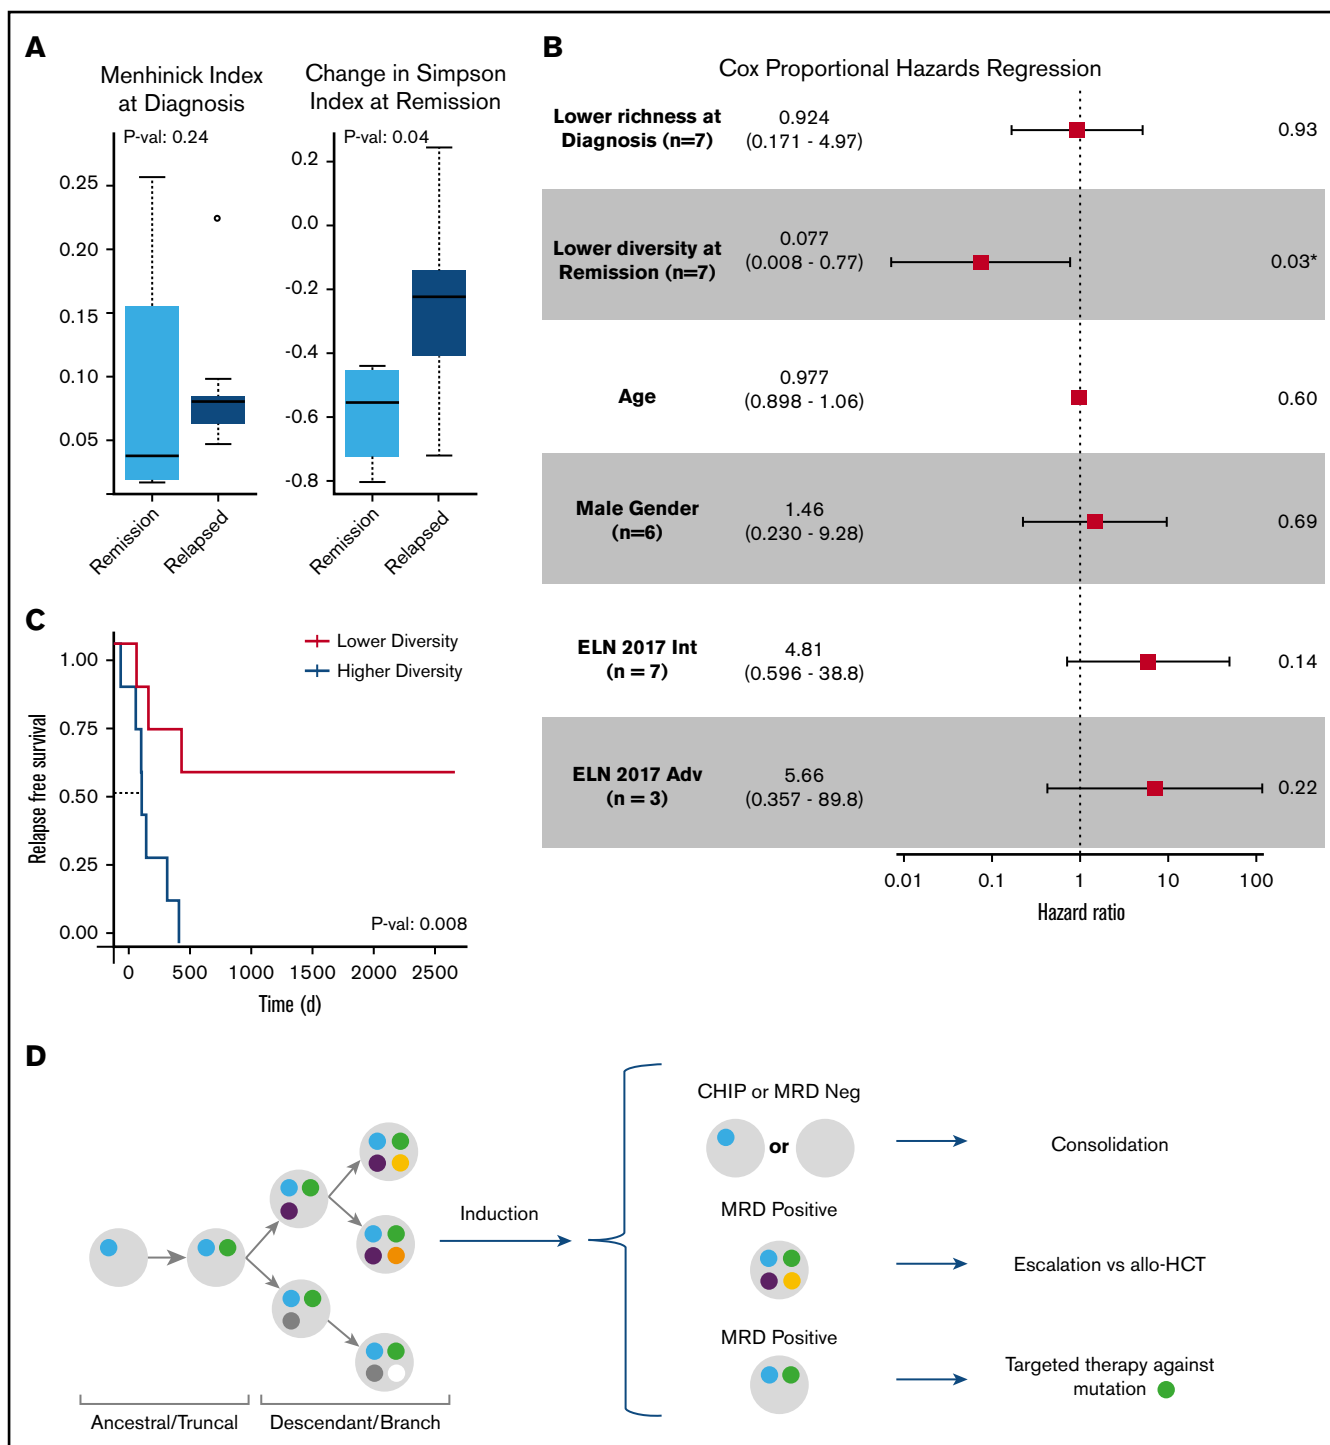 A
Menhinick Index
at Diagnosis
P-val: 0.24
0.25
0.20
0.15
0.10
0.05
Remission
Relapsed
Change in Simpson
Index at Remission
P-val: 0.04
0.2
0.0
-0.2
-0.4
-0.6
-0.8
Remission
Relapsed
B
Cox Proportional Hazards Regression
Lower richness at
Diagnosis (n=7)
0.924
(0.171 - 4.97)
0.93
Lower diversity at
Remission (n=7)
0.077
(0.008 - 0.77)
0.03*
Age
0.977
(0.898 - 1.06)
0.60
Male Gender
(n=6)
1.46
(0.230 - 9.28)
0.69
ELN 2017 Int
(n = 7)
4.81
(0.596 - 38.8)
0.14
ELN 2017 Adv
(n = 3)
5.66
(0.357 - 89.8)
0.22
0.01 0.1 1 10 100
Hazard ratio
C
Lower Diversity
Higher Diversity
Relapse free survival
1.00
0.75
0.50
0.25
0.00
P-val: 0.008
0 500 1000 1500 2000 2500
Time (d)
D
Ancestral/Truncal
Descendant/Branch
Induction
CHIP or MRD Neg
or
Consolidation
MRD Positive
Escalation vs allo-HCT
MRD Positive
Targeted therapy against
mutation